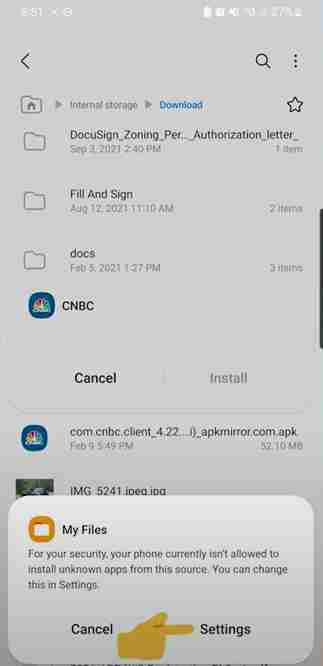 8:51
27%
Internal storage
Download
DocuSign_Zoning_Per..._Authorization_letter_
Sep 3, 2021 2:40 PM
1 item
Fill And Sign
Aug 12, 2021 11:10 AM
2 items
docs
Feb 5, 2021 1:27 PM
3 items
CNBC
Cancel
Install
com.cnbc.client_4.22....i)_apkmirror.com.apk
Feb 9 5:49 PM
52.10 MB
IMG_5241.jpeg.jpg
My Files
For your security, your phone currently isn't allowed to
install unknown apps from this source. You can change
this in Settings.
Cancel
Settings